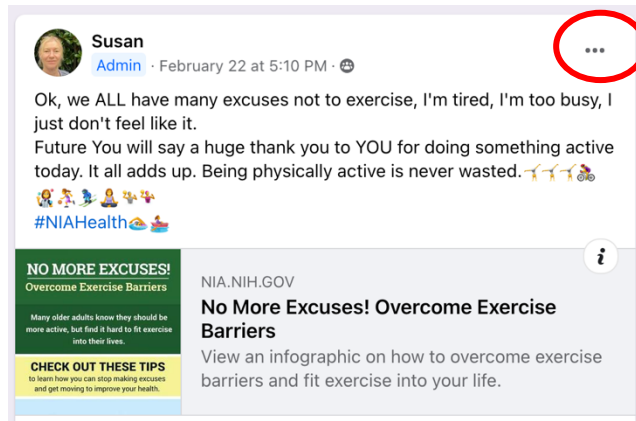 Susan
Admin · February 22 at 5:10 PM ·
Ok, we ALL have many excuses not to exercise, I'm tired, I'm too busy, I
just don't feel like it.
Future You will say a huge thank you to YOU for doing something active
today. It all adds up. Being physically active is never wasted.
#NIAHealth
NO MORE EXCUSES!
Overcome Exercise Barriers
Many older adults know they should be
more active, but find it hard to fit exercise
into their lives.
CHECK OUT THESE TIPS
to learn how you can stop making excuses
and get moving to improve your health.
i
NIA.NIH.GOV
No More Excuses! Overcome Exercise
Barriers
View an infographic on how to overcome exercise
barriers and fit exercise into your life.